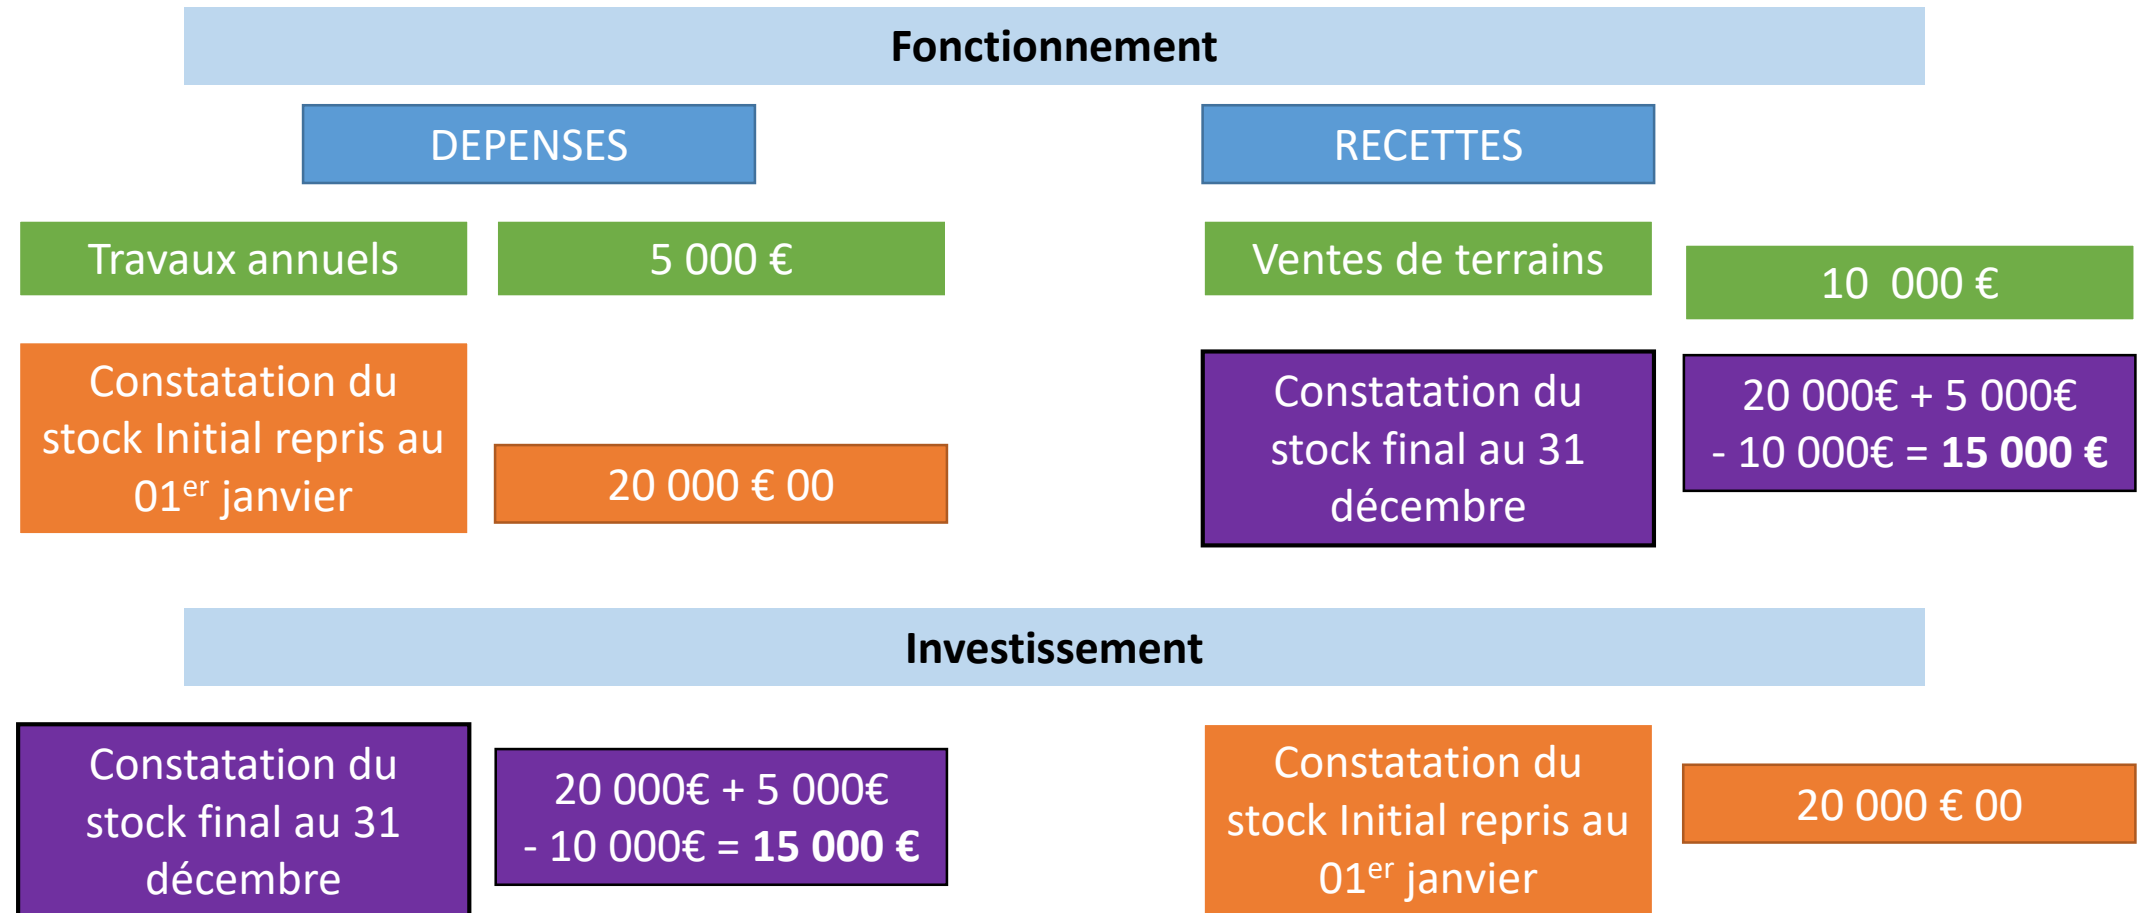 Fonctionnement
DEPENSES
RECETTES
Travaux annuels
5 000 €
Ventes de terrains
10  000 €
Constatation du
stock Initial repris au
01er janvier
20 000 € 00
Constatation du
stock final au 31
décembre
20 000€ + 5 000€
- 10 000€ = 15 000 €
Investissement
Constatation du
stock final au 31
décembre
20 000€ + 5 000€
- 10 000€ = 15 000 €
Constatation du
stock Initial repris au
01er janvier
20 000 € 00